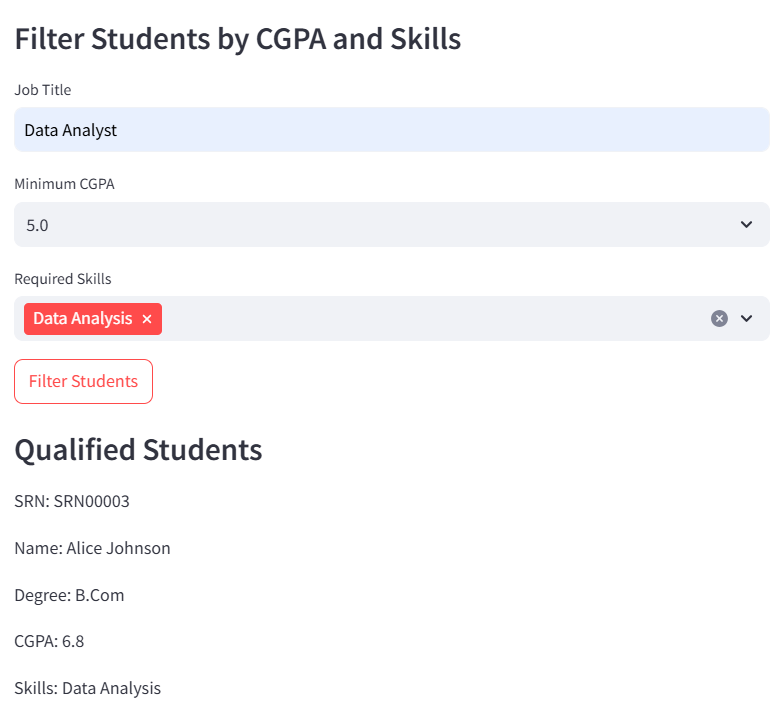 Filter Students by CGPA and Skills
Job Title
Data Analyst
Minimum CGPA
5.0
Required Skills
Data Analysis ×
Filter Students
Qualified Students
SRN: SRN00003
Name: Alice Johnson
Degree: B.Com
CGPA: 6.8
Skills: Data Analysis